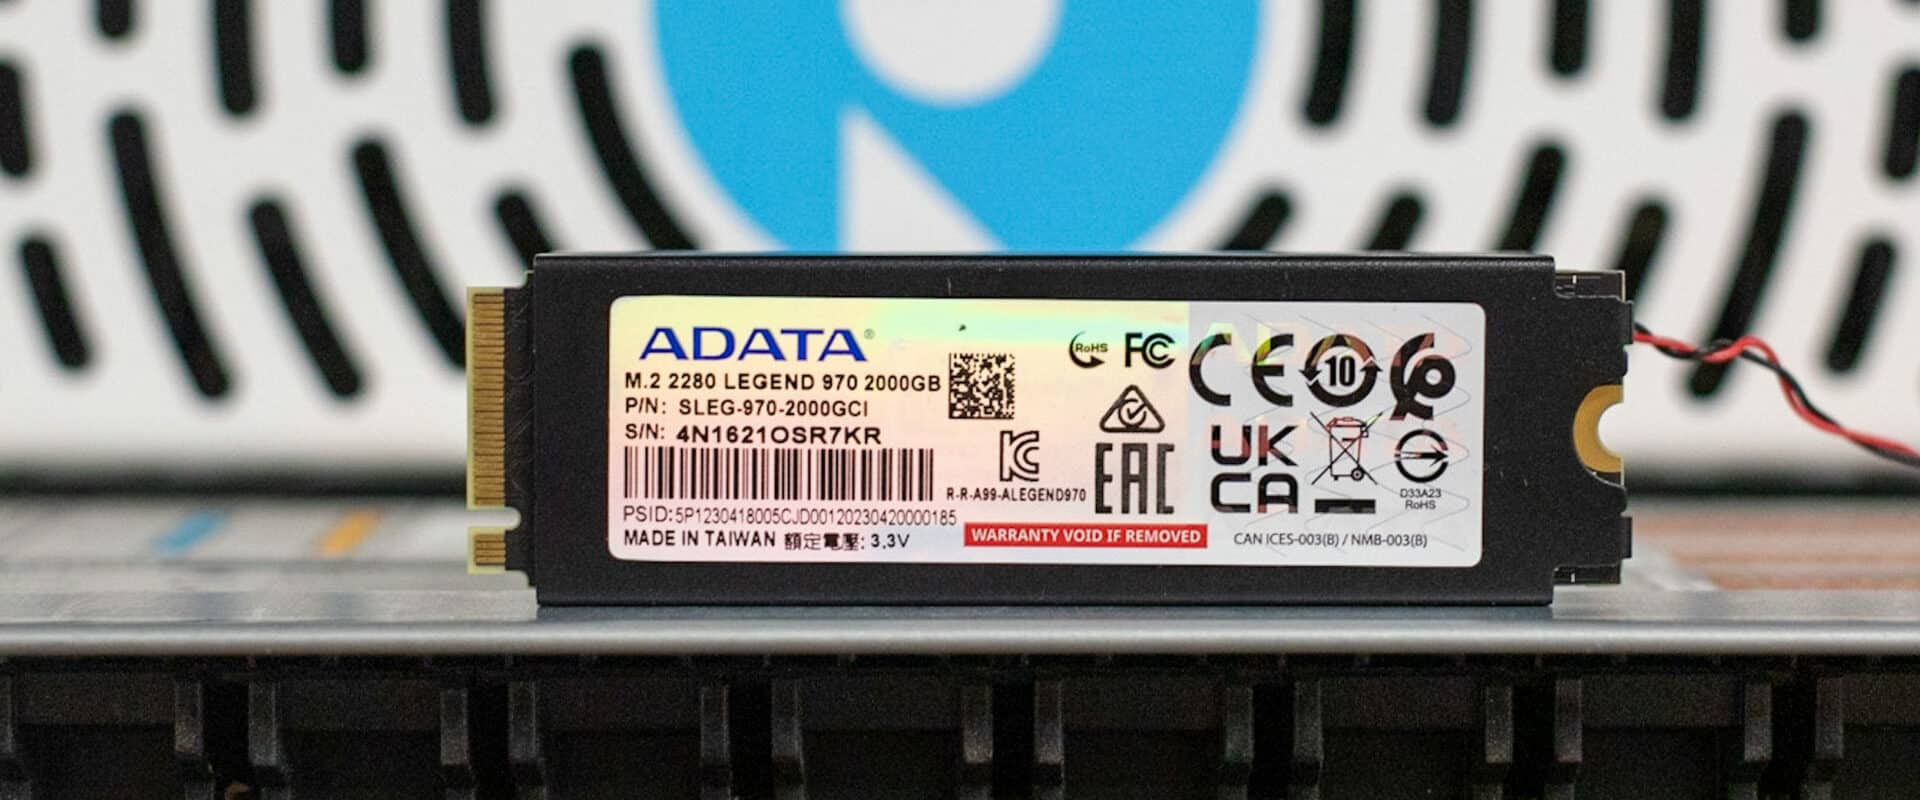 ADATA®
M.2 2280 LEGEND 970 2000GB
P/N: SLEG-970-2000GCI
S/N: 4N1621OSR7KR
PSID:5P1230418005CJD00120230420000185
MADE IN TAIWAN 額定電壓: 3.3V
R-R-A99-ALEGEND970
WARRANTY VOID IF REMOVED
RoHS
FC
CE
10
EAC
UK
CA
D33A23
RoHS
CAN ICES-003(B) / NMB-003(B)